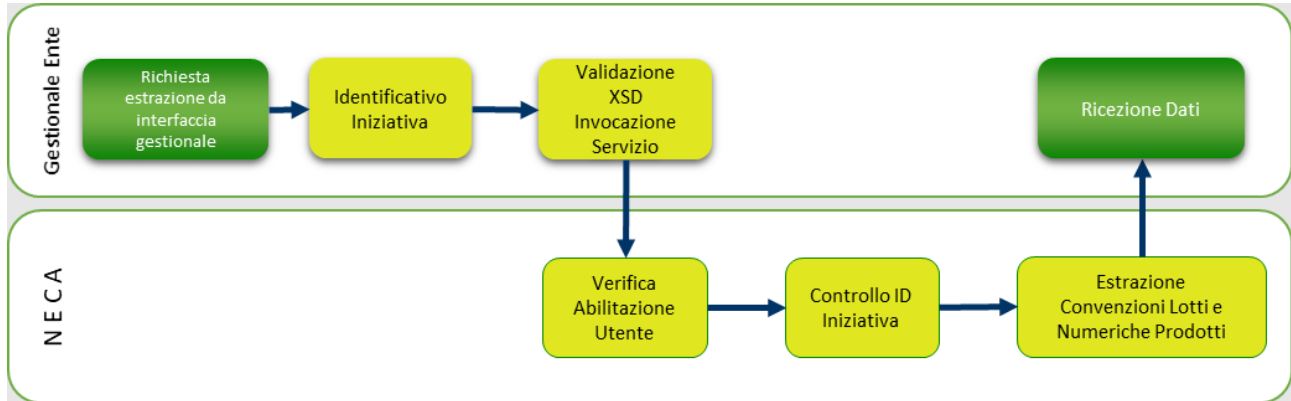 Gestionale Ente
Richiesta
estrazione da
interfaccia
gestionale
Identificativo
Iniziativa
Validazione
XSD
Invocazione
Servizio
Ricezione Dati
N E C A
Verifica
Abilitazione
Utente
Controllo ID
Iniziativa
Estrazione
Convenzioni Lotti e
Numeriche Prodotti